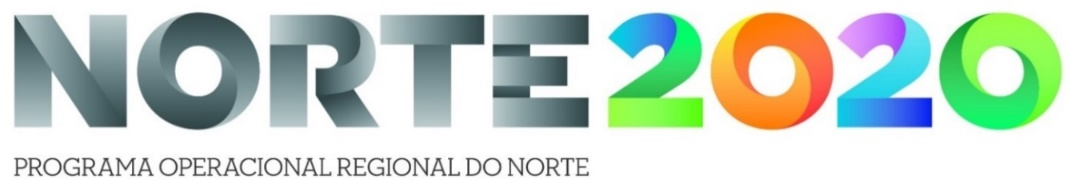 NORTE2020
PROGRAMA OPERACIONAL REGIONAL DO NORTE